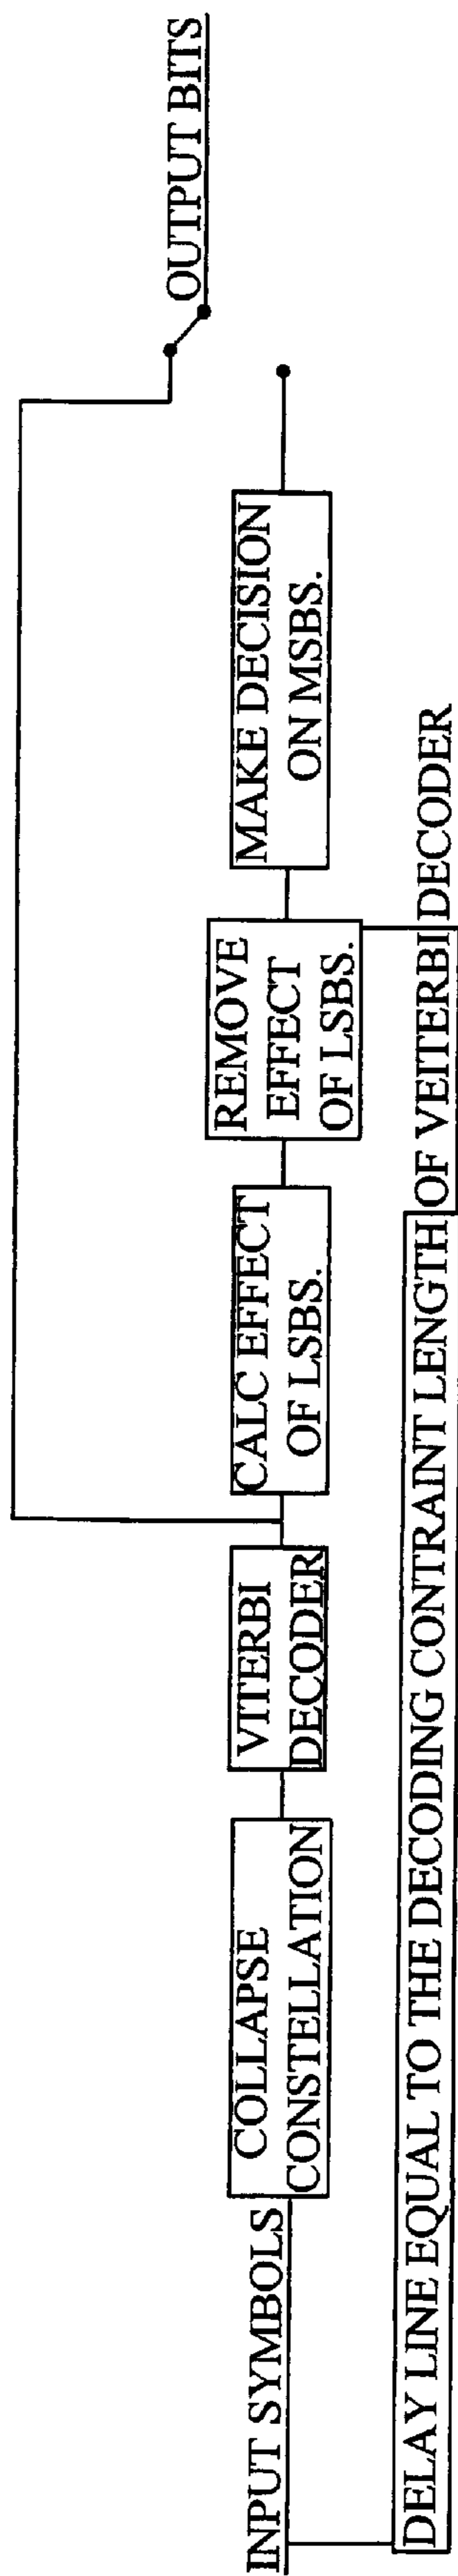 INPUT SYMBOLS
COLLAPSE
CONSTELLATION
VITERBI
DECODER
CALC EFFECT
OF LSBS.
REMOVE
EFFECT
OF LSBS.
MAKE DECISION
ON MSBS.
OUTPUT BITS
DELAY LINE EQUAL TO THE DECODING CONTRAINT LENGTH OF VEITERBI DECODER